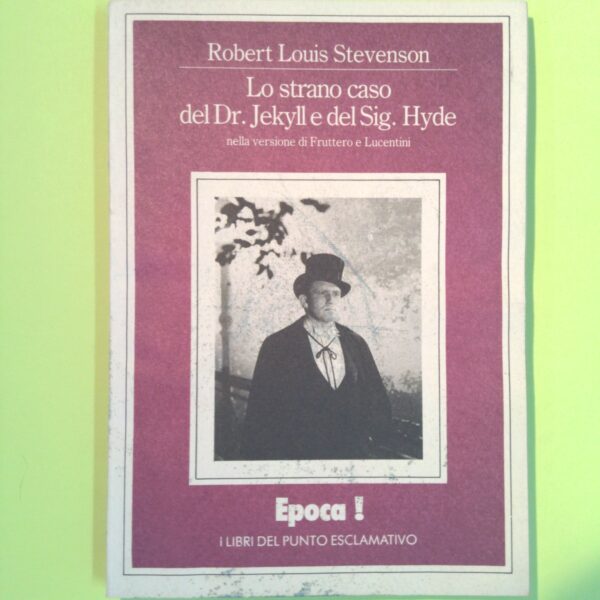 Robert Louis Stevenson
Lo strano caso
del Dr. Jekyll e del Sig. Hyde
nella versione di Fruttero e Lucentini
Epoca !
I LIBRI DEL PUNTO ESCLAMATIVO